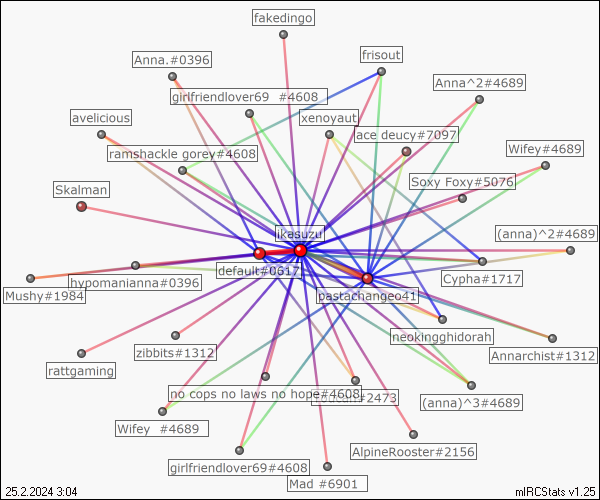 fakedingo
frisout
Anna.#0396
Anna^2#4689
girlfriendlover69 #4608
avelicious
xenoyaut
ace deucy#7097
ramshackle gorey#4608
Wifey#4689
Skalman
Soxy Foxy#5076
ikasuzu
(anna)^2#4689
default#0617
hypomanianna#0396
Cypha#1717
Mushy#1984
pastachangeo41
neokingghidorah
zibbits#1312
Annarchist#1312
rattgaming
no cops no laws no hope#4608
#2473
(anna)^3#4689
Wifey #4689
AlpineRooster#2156
girlfriendlover69#4608
Mad #6901
25.2.2024 3:04
mIRCStats v1.25